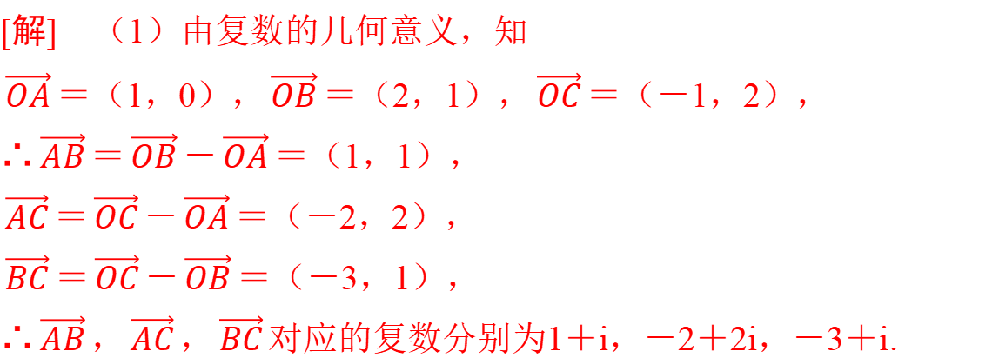 [解] （1）由复数的几何意义，知
$\overrightarrow{OA}$＝（1，0），$\overrightarrow{OB}$＝（2，1），$\overrightarrow{OC}$＝（－1，2），
∴$\overrightarrow{AB}$＝$\overrightarrow{OB}$－$\overrightarrow{OA}$＝（1，1），
$\overrightarrow{AC}$＝$\overrightarrow{OC}$－$\overrightarrow{OA}$＝（－2，2），
$\overrightarrow{BC}$＝$\overrightarrow{OC}$－$\overrightarrow{OB}$＝（－3，1），
∴$\overrightarrow{AB}$，$\overrightarrow{AC}$，$\overrightarrow{BC}$对应的复数分别为1＋i，－2＋2i，－3＋i.